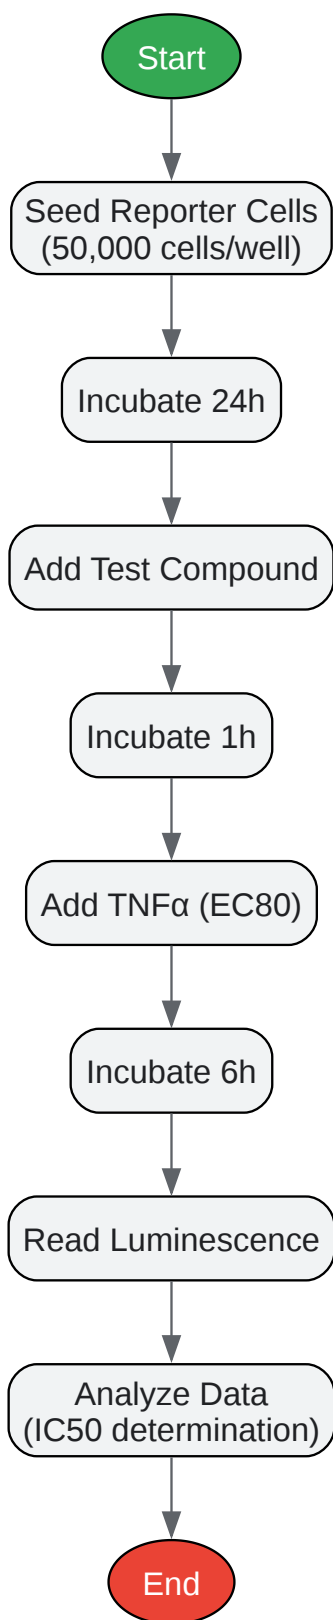 Start
Seed Reporter Cells
(50,000 cells/well)
Incubate 24h
Add Test Compound
Incubate 1h
Add TNFα (EC80)
Incubate 6h
Read Luminescence
Analyze Data
(IC50 determination)
End